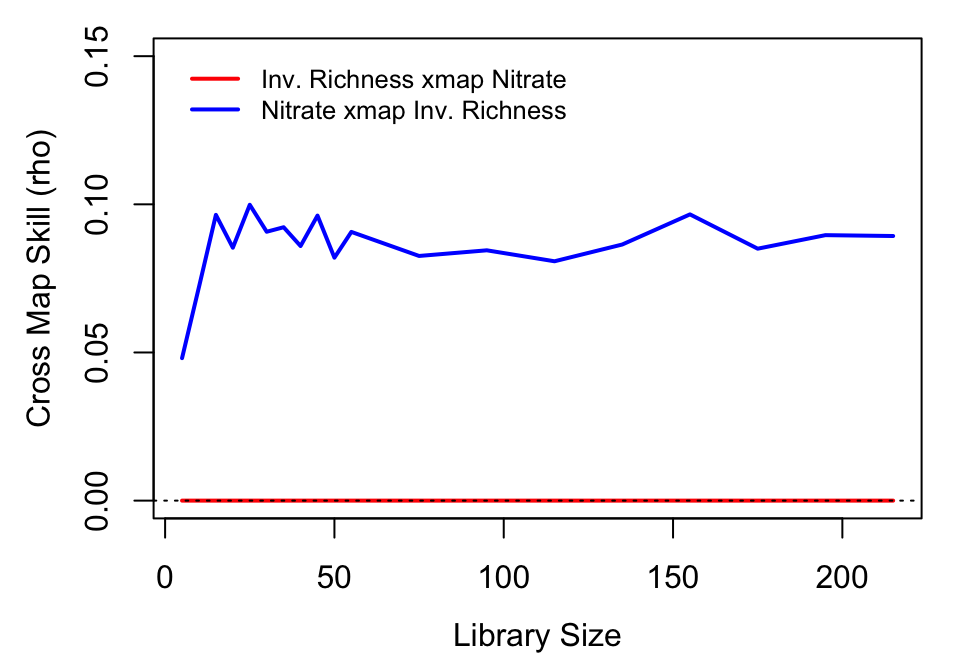 Inv. Richness xmap Nitrate
Nitrate xmap Inv. Richness
Cross Map Skill (rho)
0.15
0.10
0.05
0.00
0 50 100 150 200
Library Size